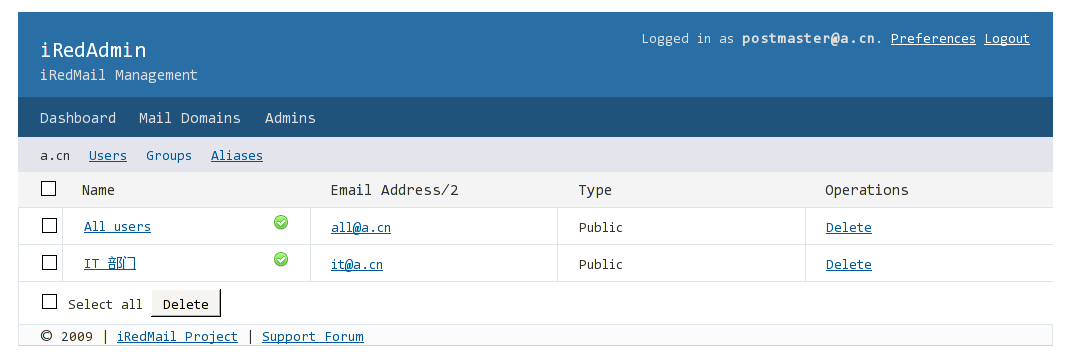 iRedAdmin
iRedMail Management
Logged in as postmaster@a.cn. Preferences Logout
Dashboard Mail Domains Admins
a.cn Users Groups Aliases
Name Email Address/2 Type Operations
All users all@a.cn Public Delete
IT 部门 it@a.cn Public Delete
Select all Delete
© 2009 | iRedMail Project | Support Forum